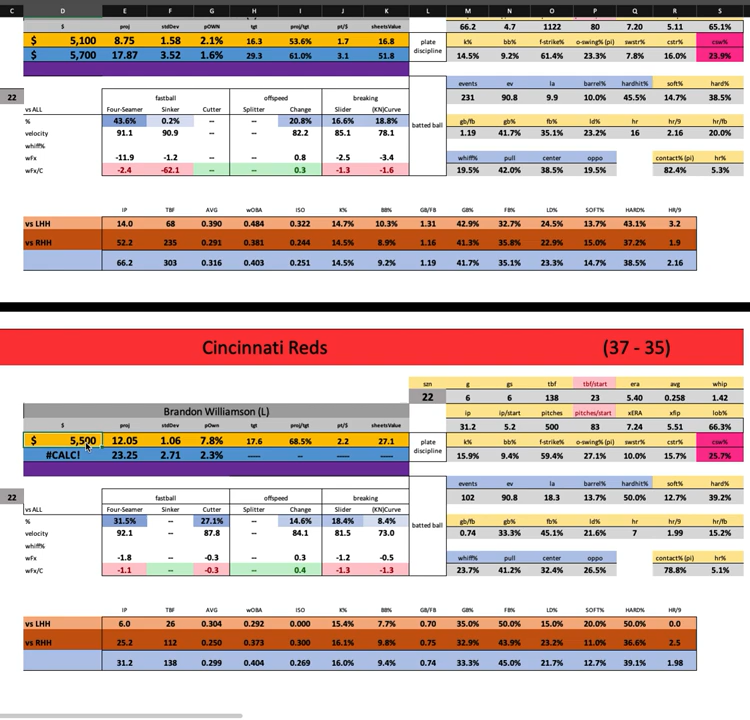 C D E F G H I J K L M N O P Q R S
$ proj stdDev pOWN tgt proj/tgt pt/$ sheetsValue 66.2 4.7 1122 80 7.20 5.11 65.1%
$ 5,100 8.75 1.58 2.1% 16.3 53.6% 1.7 16.8 plate discipline k% bb% f-strike% o-swing% (pi) swstr% cstr% csw%
$ 5,700 17.87 3.52 1.6% 29.3 61.0% 3.1 51.8 14.5% 9.2% 61.4% 23.3% 7.8% 16.0% 23.9%
events ev la barrel% hardhit% soft% hard%
22 fastball offspeed breaking 231 90.8 9.9 10.0% 45.5% 14.7% 38.5%
vs ALL Four-Seamer Sinker Cutter Splitter Change Slider (KN)Curve batted ball
% 43.6% 0.2% -- -- 20.8% 16.6% 18.8% gb/fb gb% fb% ld% hr hr/9 hr/fb
velocity 91.1 90.9 -- -- 82.2 85.1 78.1 1.19 41.7% 35.1% 23.2% 16 2.16 20.0%
whiff%
wFx -11.9 -1.2 -- -- 0.8 -2.5 -3.4 whiff% pull center oppo contact% (pi) hr%
wFx/C -2.4 -62.1 -- -- 0.3 -1.3 -1.6 19.5% 42.0% 38.5% 19.5% 82.4% 5.3%
IP TBF AVG wOBA ISO K% BB% GB/FB GB% FB% LD% SOFT% HARD% HR/9
vs LHH 14.0 68 0.390 0.484 0.322 14.7% 10.3% 1.31 42.9% 32.7% 24.5% 13.7% 43.1% 3.2
vs RHH 52.2 235 0.291 0.381 0.244 14.5% 8.9% 1.16 41.3% 35.8% 22.9% 15.0% 37.2% 1.9
66.2 303 0.316 0.403 0.251 14.5% 9.2% 1.19 41.7% 35.1% 23.3% 14.7% 38.5% 2.16
Cincinnati Reds (37 - 35)
szn g gs tbf tbf/start era avg whip
22 6 6 138 23 5.40 0.258 1.42
Brandon Williamson (L) ip ip/start pitches pitches/start xERA xfip lob%
$ proj stdDev pOwn tgt proj/tgt pt/$ sheetsValue 31.2 5.2 500 83 7.24 5.51 66.3%
$ 5,500 12.05 1.06 7.8% 17.6 68.5% 2.2 27.1 plate discipline k% bb% f-strike% o-swing% (pi) swstr% cstr% csw%
#CALC! 23.25 2.71 2.3% ---- --- --- ---- 15.9% 9.4% 59.4% 27.1% 10.0% 15.7% 25.7%
events ev la barrel% hardhit% soft% hard%
22 fastball offspeed breaking 102 90.8 18.3 13.7% 50.0% 12.7% 39.2%
vs ALL Four-Seamer Sinker Cutter Splitter Change Slider (KN)Curve batted ball
% 31.5% -- 27.1% -- 14.6% 18.4% 8.4% gb/fb gb% fb% ld% hr hr/9 hr/fb
velocity 92.1 -- 87.8 -- 84.1 81.5 73.0 0.74 33.3% 45.1% 21.6% 7 1.99 15.2%
whiff%
wFx -1.8 -- -0.3 -- 0.3 -1.2 -0.5 whiff% pull center oppo contact% (pi) hr%
wFx/C -1.1 -- -0.3 -- 0.4 -1.3 -1.3 23.7% 41.2% 32.4% 26.5% 78.8% 5.1%
IP TBF AVG wOBA ISO K% BB% GB/FB GB% FB% LD% SOFT% HARD% HR/9
vs LHH 6.0 26 0.304 0.292 0.000 15.4% 7.7% 0.70 35.0% 50.0% 15.0% 20.0% 50.0% 0.0
vs RHH 25.2 112 0.250 0.373 0.300 16.1% 9.8% 0.75 32.9% 43.9% 23.2% 11.0% 36.6% 2.5
31.2 138 0.299 0.404 0.269 16.0% 9.4% 0.74 33.3% 45.0% 21.7% 12.7% 39.1% 1.98